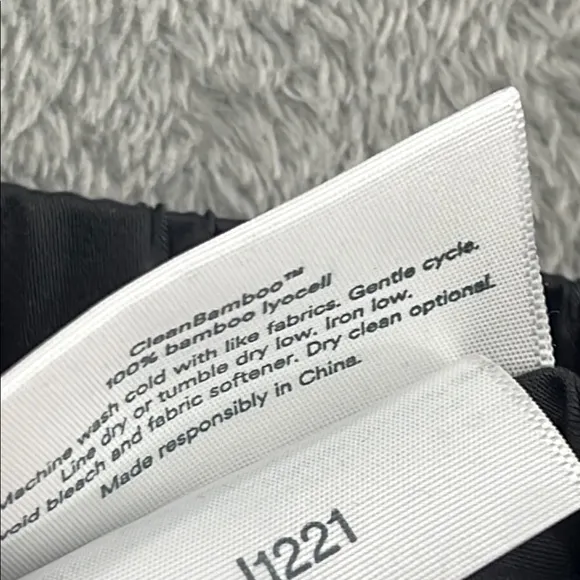 CleanBamboo™
100% bamboo lyocell
Machine wash cold with like fabrics. Gentle cycle.
Line dry or tumble dry low. Iron low.
void bleach and fabric softener. Dry clean optional.
Made responsibly in China.
1221